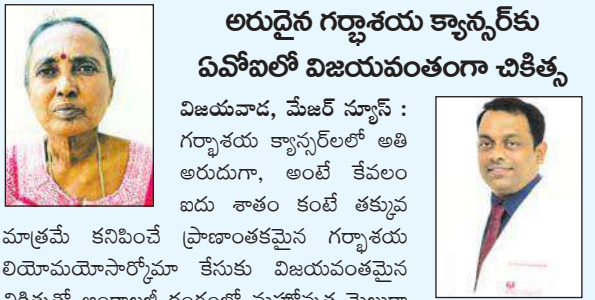 అరుదైన గర్భాశయ క్యాన్సర్‌కు
ఏవోఐలో విజయవంతంగా చికిత్స
విజయవాడ, మేజర్ న్యూస్ :
గర్భాశయ క్యాన్సర్‌లలో అతి
అరుదుగా, అంటే కేవలం
ఐదు శాతం కంటే తక్కువ
మాత్రమే కనిపించే ప్రాణాంతకమైన గర్భాశయ
లియోమయోసార్కోమా కేసుకు విజయవంతమైన